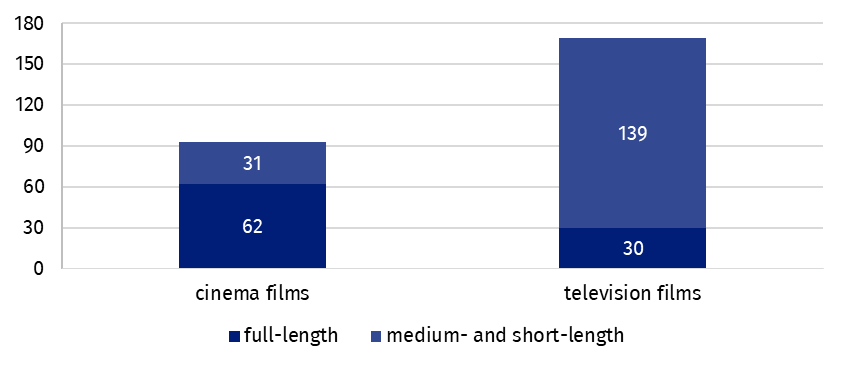 180
150
120
90
60
30
0
31
62
139
30
cinema films
television films
full-length
medium- and short-length